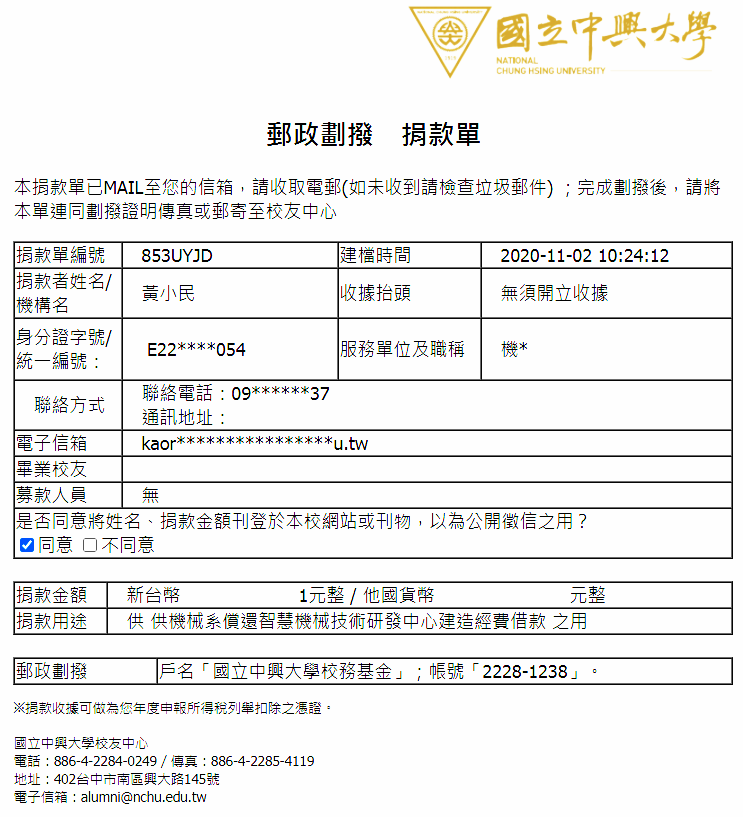 國立中興大學
NATIONAL
CHUNG HSING UNIVERSITY
郵政劃撥 捐款單
本捐款單已MAIL至您的信箱，請收取電郵(如未收到請檢查垃圾郵件) ；完成劃撥後，請將
本單連同劃撥證明傳真或郵寄至校友中心
捐款單編號 853UYJD 建檔時間 2020-11-02 10:24:12
捐款者姓名/
機構名 黃小民 收據抬頭 無須開立收據
身分證字號/
統一編號： E22****054 服務單位及職稱 機*
聯絡方式 聯絡電話：09******37
通訊地址：
電子信箱 kaor****************u.tw
畢業校友
募款人員 無
是否同意將姓名、捐款金額刊登於本校網站或刊物，以為公開徵信之用？
同意 不同意
捐款金額 新台幣 1元整 / 他國貨幣 元整
捐款用途 供 供機械系償還智慧機械技術研發中心建造經費借款 之用
郵政劃撥 戶名「國立中興大學校務基金」；帳號「2228-1238」。
※捐款收據可做為您年度申報所得稅列舉扣除之憑證。
國立中興大學校友中心
電話：886-4-2284-0249 / 傳真：886-4-2285-4119
地址：402台中市南區興大路145號
電子信箱：alumni@nchu.edu.tw